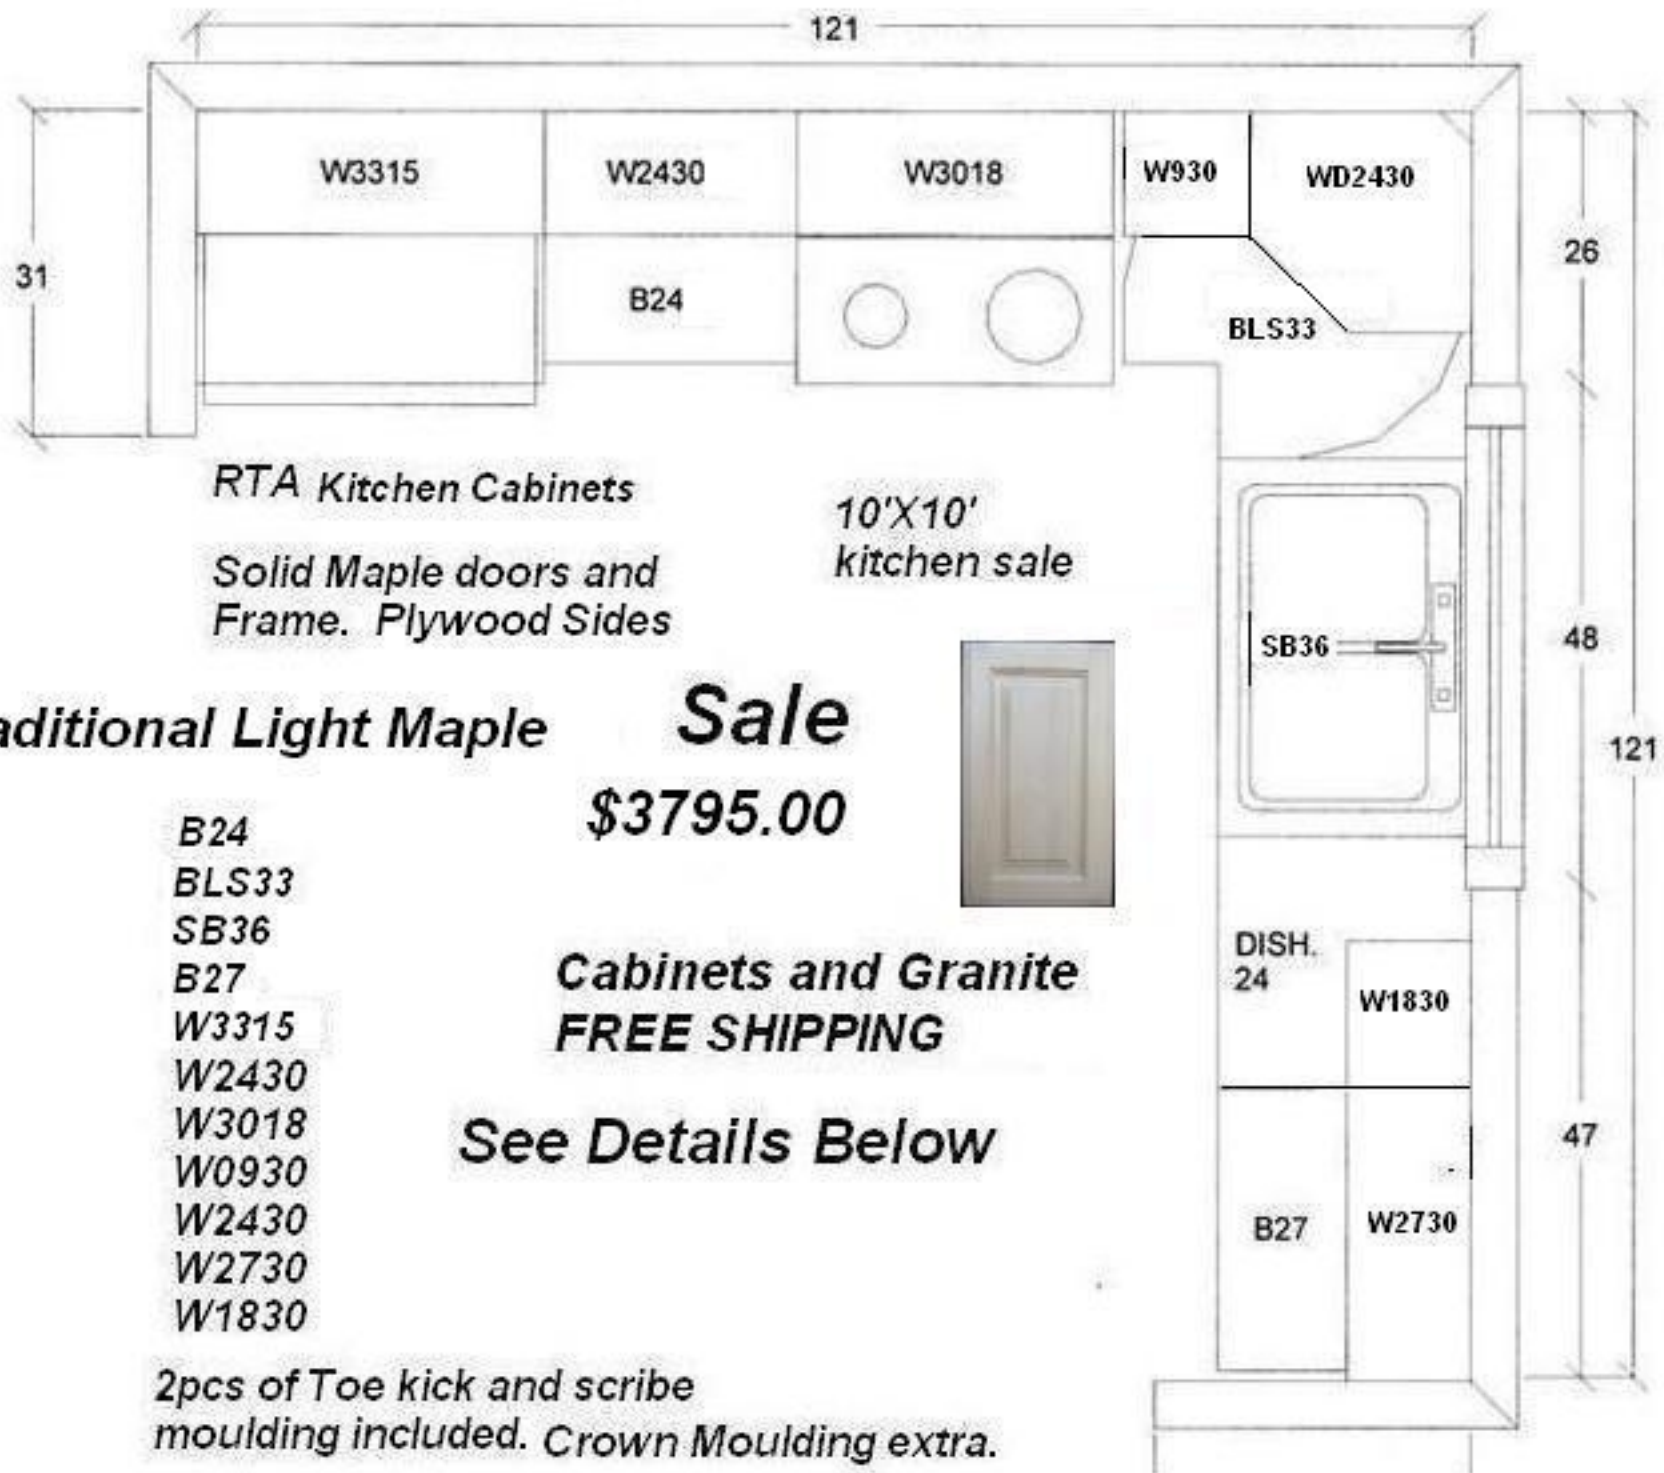 121
W3315
W2430
W3018
W930
WD2430
31
26
B24
BLS33
RTA Kitchen Cabinets
10'X10'
kitchen sale
Solid Maple doors and
Frame. Plywood Sides
SB36
48
aditional Light Maple
Sale
121
$3795.00
B24
BLS33
SB36
B27
W3315
W2430
W3018
W0930
W2430
W2730
W1830
Cabinets and Granite
FREE SHIPPING
DISH.
24
W1830
See Details Below
47
B27
W2730
2pcs of Toe kick and scribe
moulding included. Crown Moulding extra.